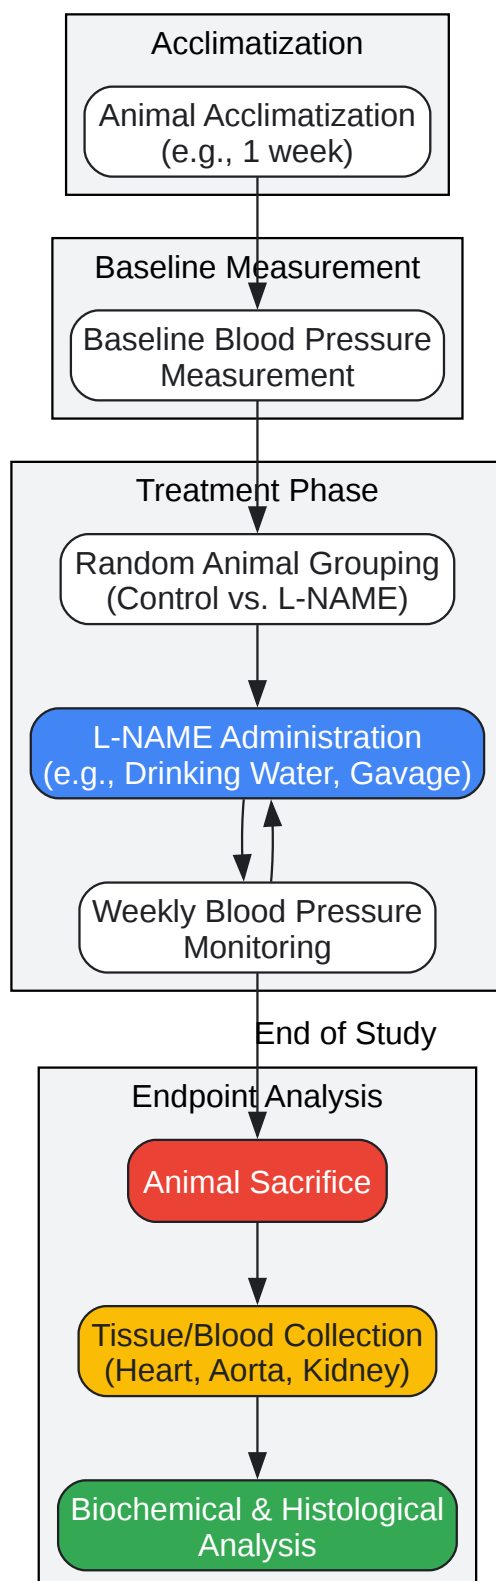 Acclimatization
Animal Acclimatization
(e.g., 1 week)
Baseline Measurement
Baseline Blood Pressure
Measurement
Treatment Phase
Random Animal Grouping
(Control vs. L-NAME)
L-NAME Administration
(e.g., Drinking Water, Gavage)
Weekly Blood Pressure
Monitoring
End of Study
Endpoint Analysis
Animal Sacrifice
Tissue/Blood Collection
(Heart, Aorta, Kidney)
Biochemical & Histological
Analysis